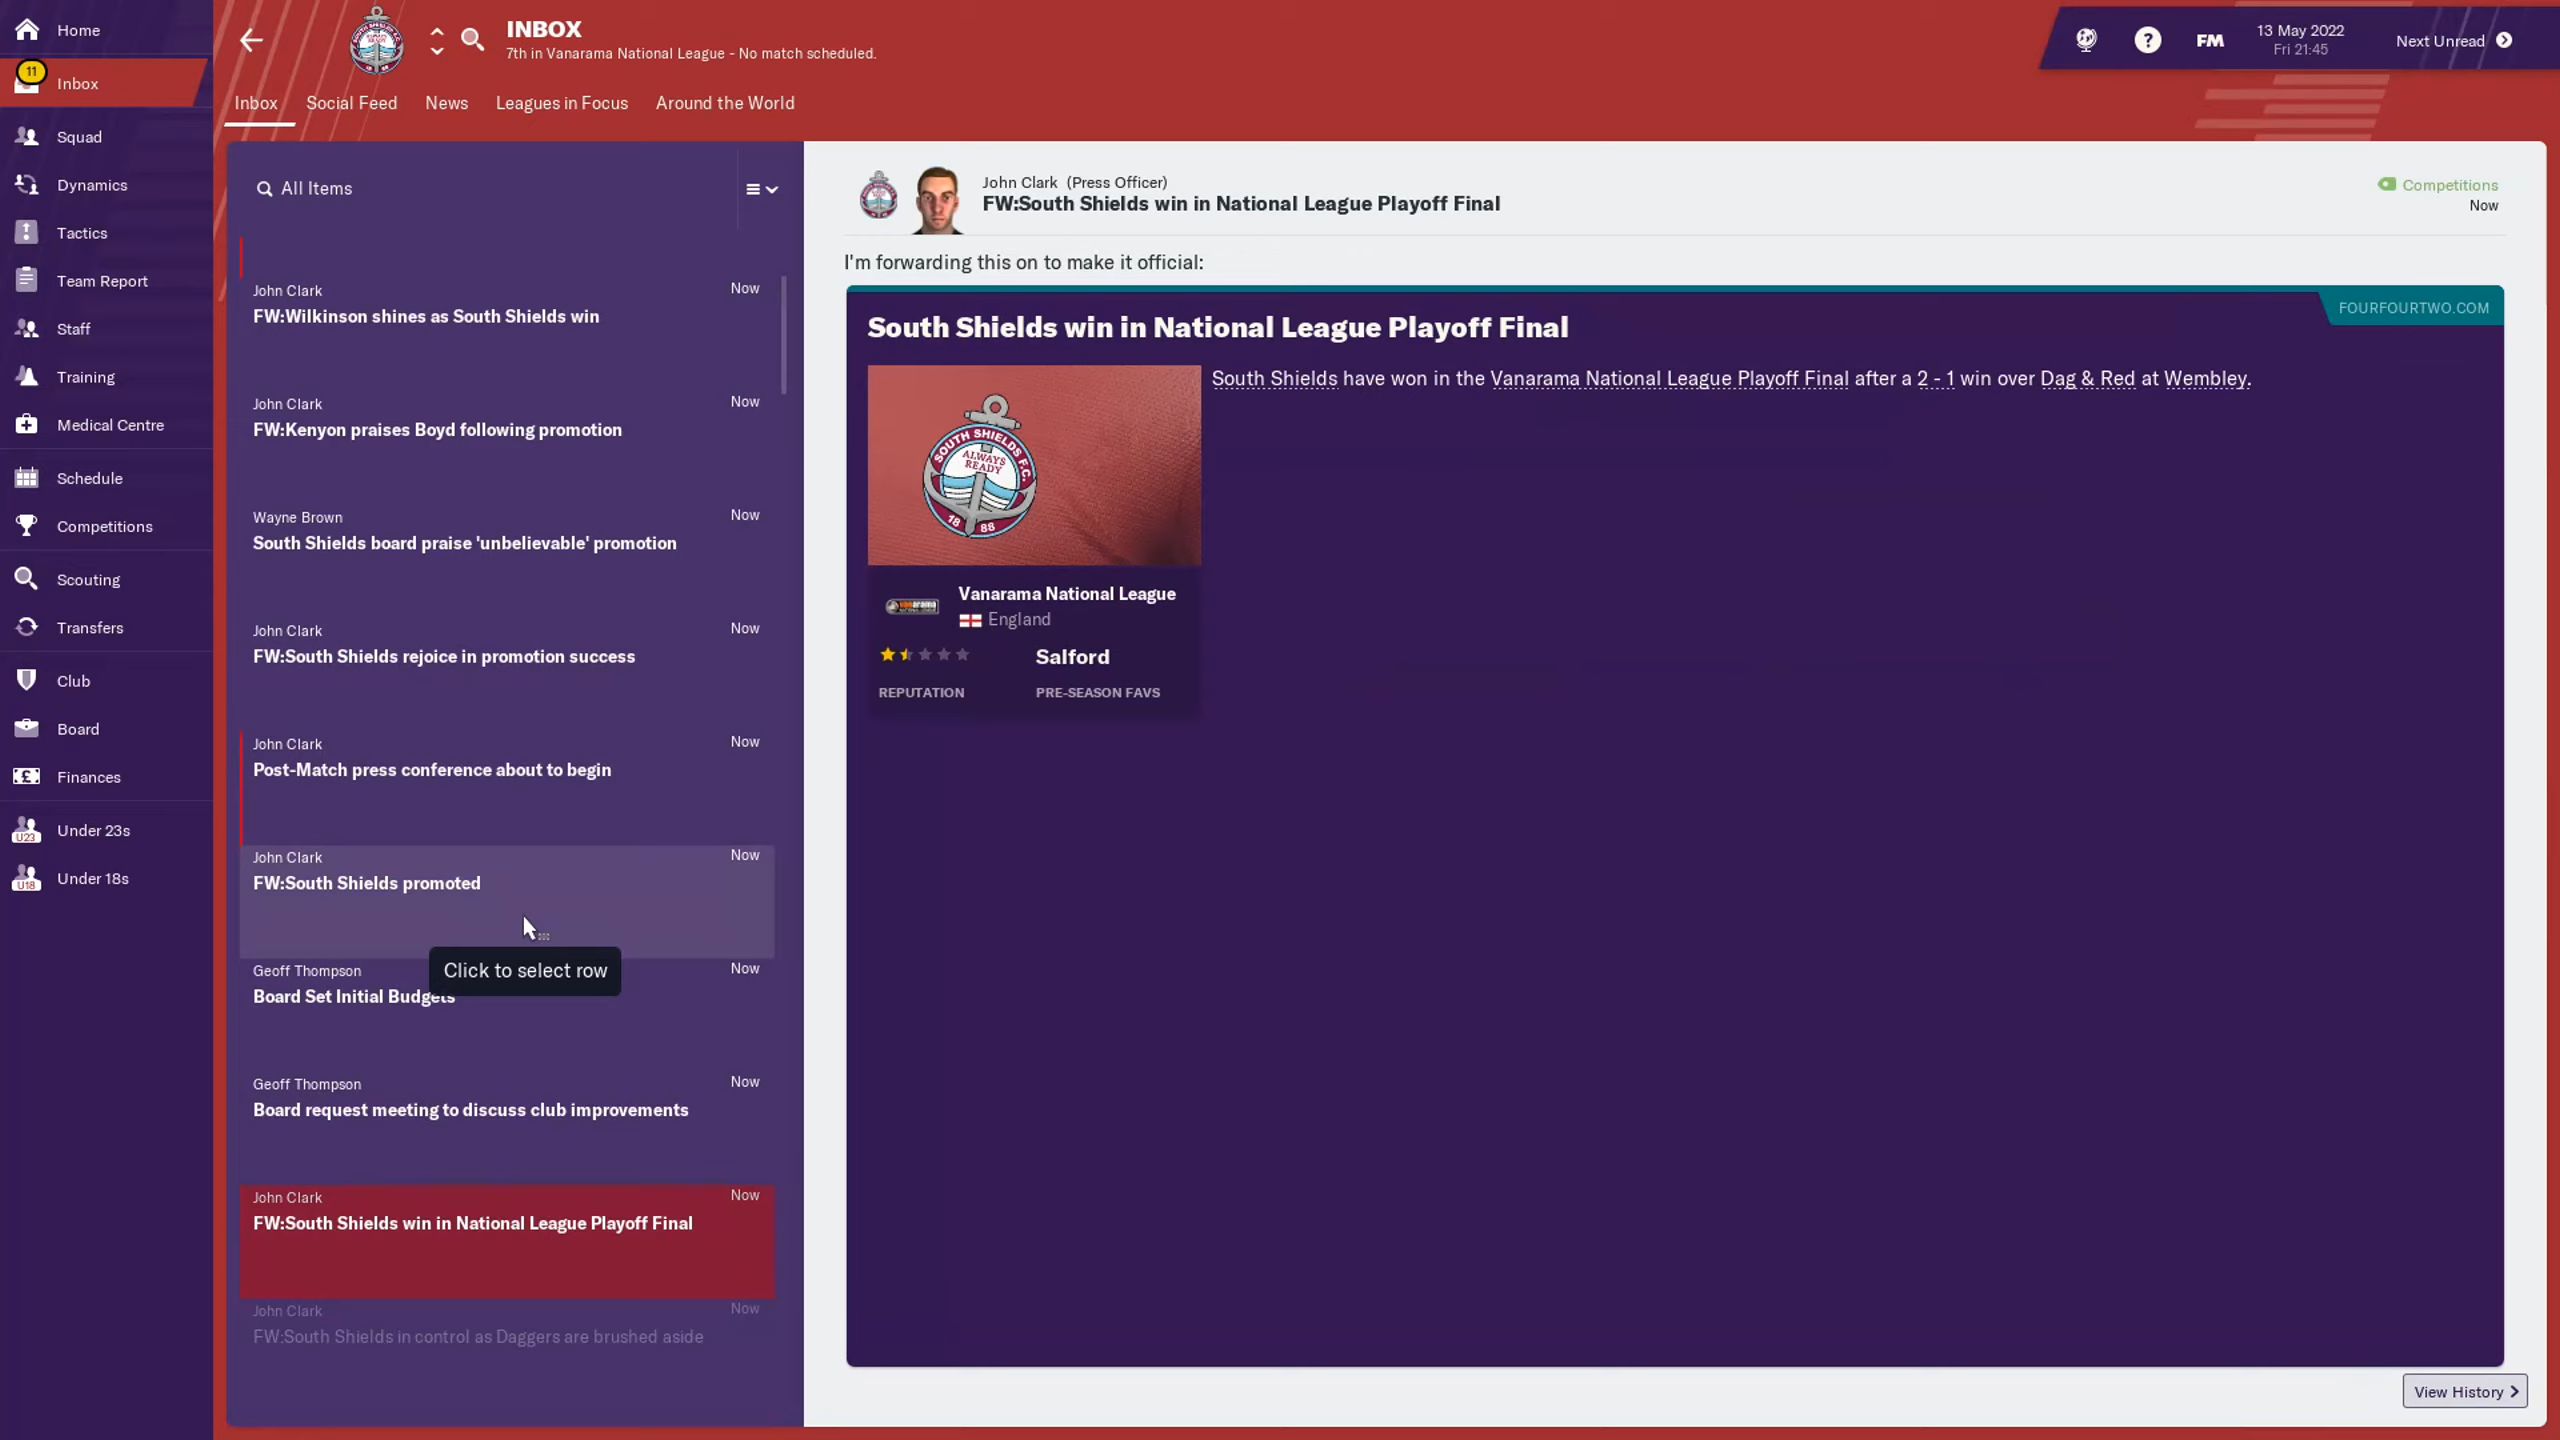 Home
11
Inbox
Squad
Dynamics
Tactics
Team Report
Staff
Training
Medical Centre
Schedule
Competitions
Scouting
Transfers
Club
Board
Finances
U23
Under 23s
U18
Under 18s
INBOX
7th in Vanarama National League - No match scheduled.
FM
13 May 2022
Fri 21:45
Next Unread
Inbox
Social Feed
News
Leagues in Focus
Around the World
All Items
John Clark
Now
FW:Wilkinson shines as South Shields win
John Clark
Now
FW:Kenyon praises Boyd following promotion
Wayne Brown
Now
South Shields board praise 'unbelievable' promotion
John Clark
Now
FW:South Shields rejoice in promotion success
John Clark
Now
Post-Match press conference about to begin
John Clark
Now
FW:South Shields promoted
Click to select row
Geoff Thompson
Now
Board Set Initial Budgets
Geoff Thompson
Now
Board request meeting to discuss club improvements
John Clark
Now
FW:South Shields win in National League Playoff Final
John Clark
Now
FW:South Shields in control as Daggers are brushed aside
John Clark (Press Officer)
FW:South Shields win in National League Playoff Final
Competitions
Now
I'm forwarding this on to make it official:
FOURFOURTWO.COM
South Shields win in National League Playoff Final
SOUTH SHIELDS F.C.
ALWAYS
READY
18 88
South Shields have won in the Vanarama National League Playoff Final after a 2 - 1 win over Dag & Red at Wembley.
Vanarama National League
England
Salford
REPUTATION
PRE-SEASON FAVS
View History